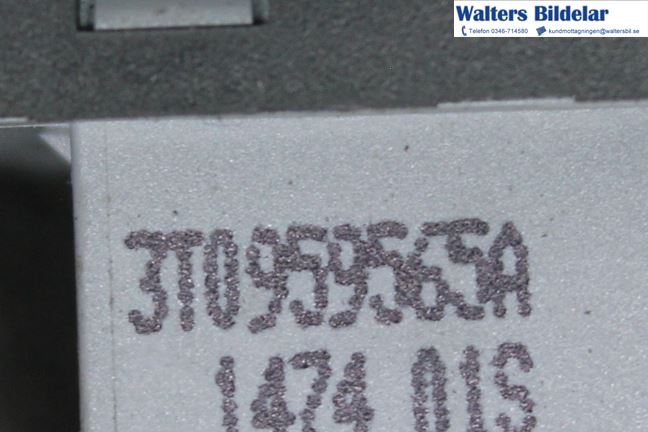 Walters Bildelar
Telefon 0346-714580 kundmottagningen@waltersbil.se
3T0959565A
1474 01S